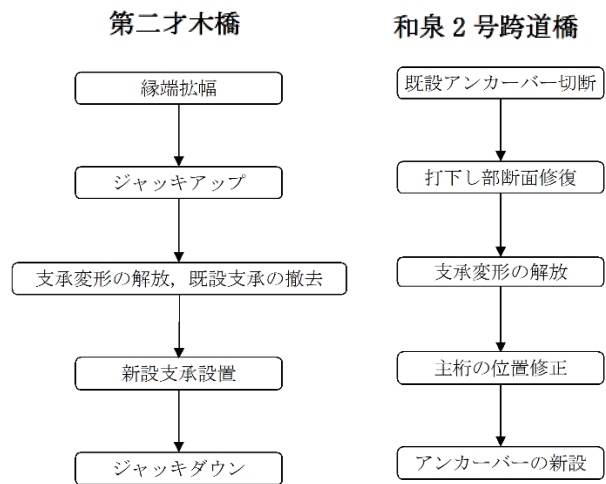 第二才木橋
縁端拡幅
ジャッキアップ
支承変形の解放，既設支承の撤去
新設支承設置
ジャッキダウン
和泉２号跨道橋
既設アンカーバー切断
打下し部断面修復
支承変形の解放
主桁の位置修正
アンカーバーの新設